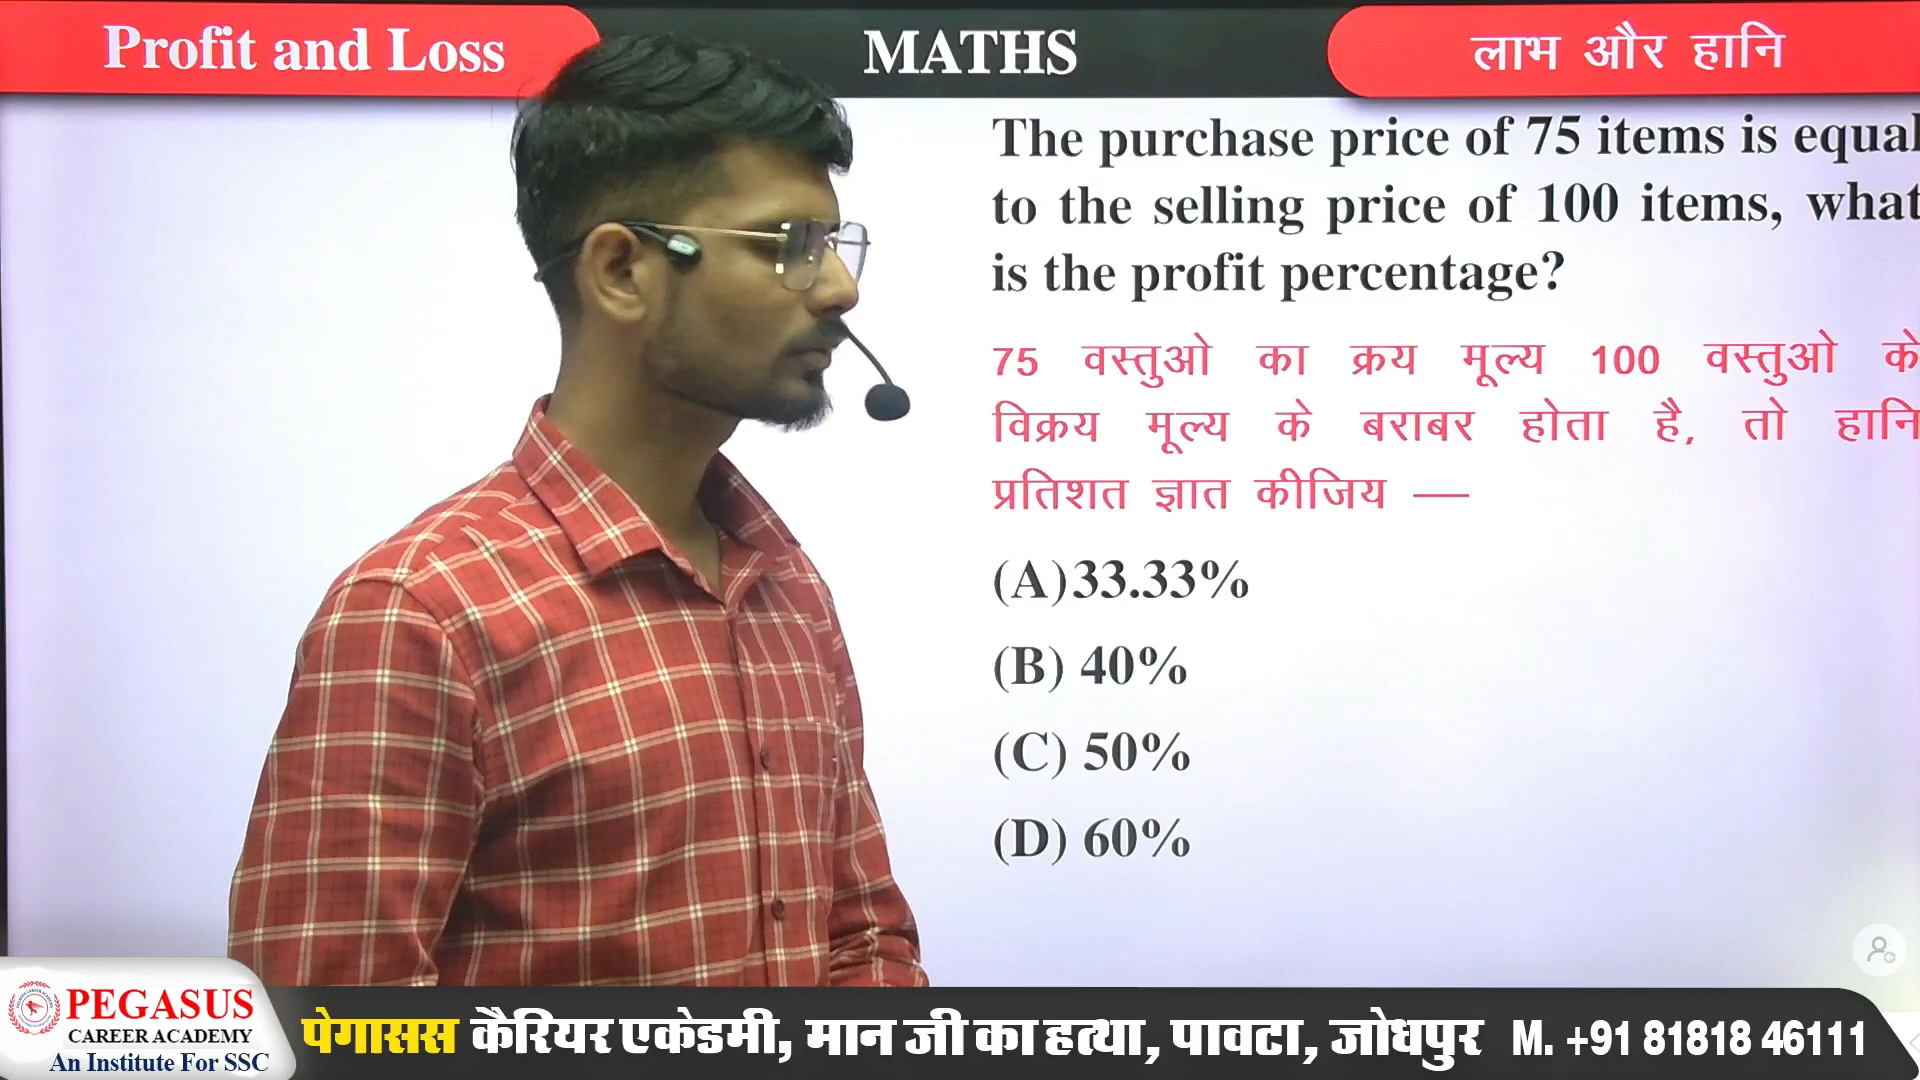 Profit and Loss
MATHS
लाभ और हानि
The purchase price of 75 items is equal
to the selling price of 100 items, what
is the profit percentage?
75 वस्तुओ का क्रय मूल्य 100 वस्तुओ के
विक्रय मूल्य के बराबर होता है, तो हानि
प्रतिशत ज्ञात कीजिय —
(A)33.33%
(B) 40%
(C) 50%
(D) 60%
PEGASUS
CAREER ACADEMY
An Institute For SSC
पेगासस कैरियर एकेडमी, मान जी का हत्था, पावटा, जोधपुर M. +91 81818 46111